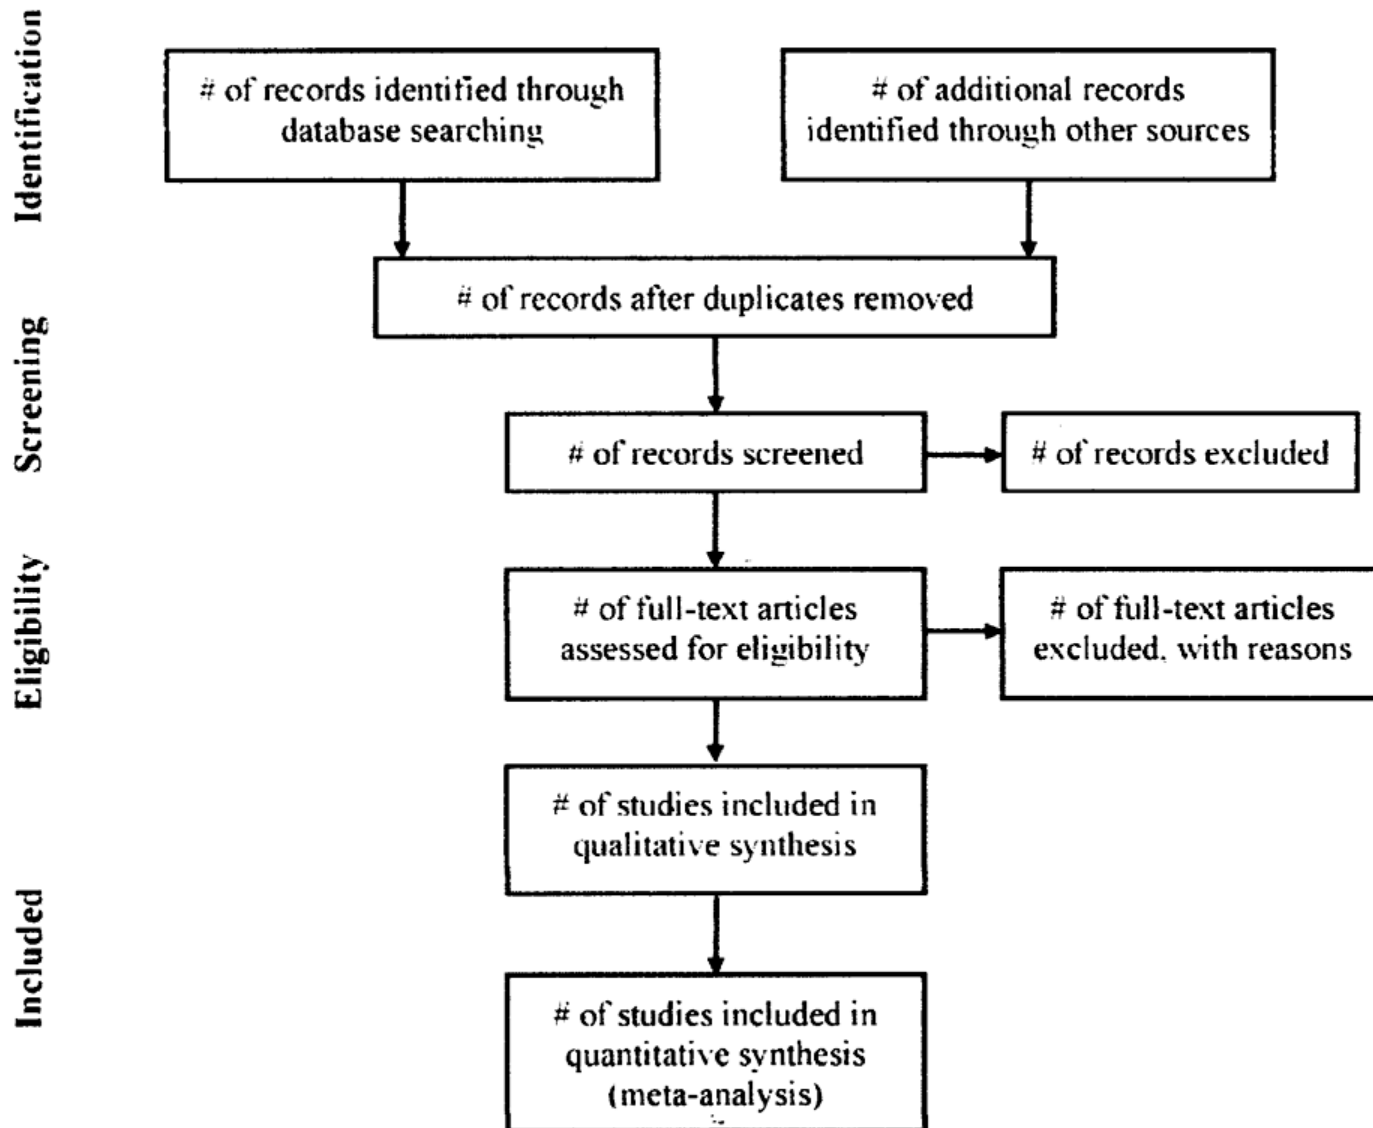 Identification
# of records identified through
database searching
# of additional records
identified through other sources
# of records after duplicates removed
Screening
# of records screened
# of records excluded
Eligibility
# of full-text articles
assessed for eligibility
# of full-text articles
excluded, with reasons
# of studies included in
qualitative synthesis
Included
# of studies included in
quantitative synthesis
(meta-analysis)